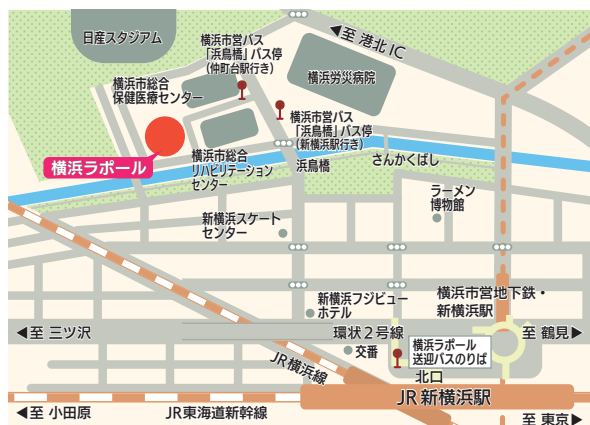 日産スタジアム
横浜市営バス
「浜鳥橋」バス停
(仲町台駅行き)
◀至 港北 IC
横浜労災病院
横浜市総合
保健医療センター
横浜市営バス
「浜鳥橋」バス停
(新横浜駅行き)
横浜ラポール
横浜市総合
リハビリテーション
センター
浜鳥橋
さんかくばし
ラーメン
博物館
新横浜スケート
センター
横浜市営地下鉄・
新横浜駅
新横浜フジビュー
ホテル
◀至 三ツ沢
環状2号線
至 鶴見▶
交番
横浜ラポール
送迎バスのりば
JR横浜線
北口
JR 新横浜駅
◀至 小田原
JR東海道新幹線
至 東京▶